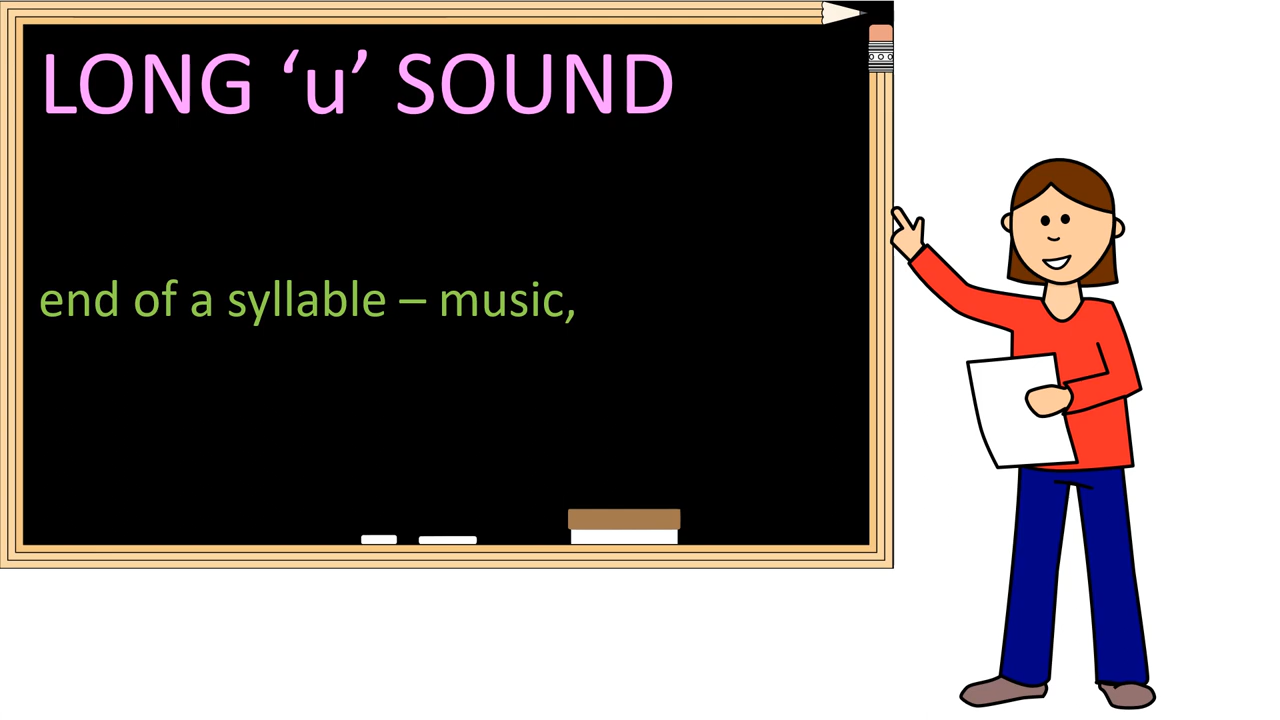 LONG ‘u’ SOUND
end of a syllable – music,